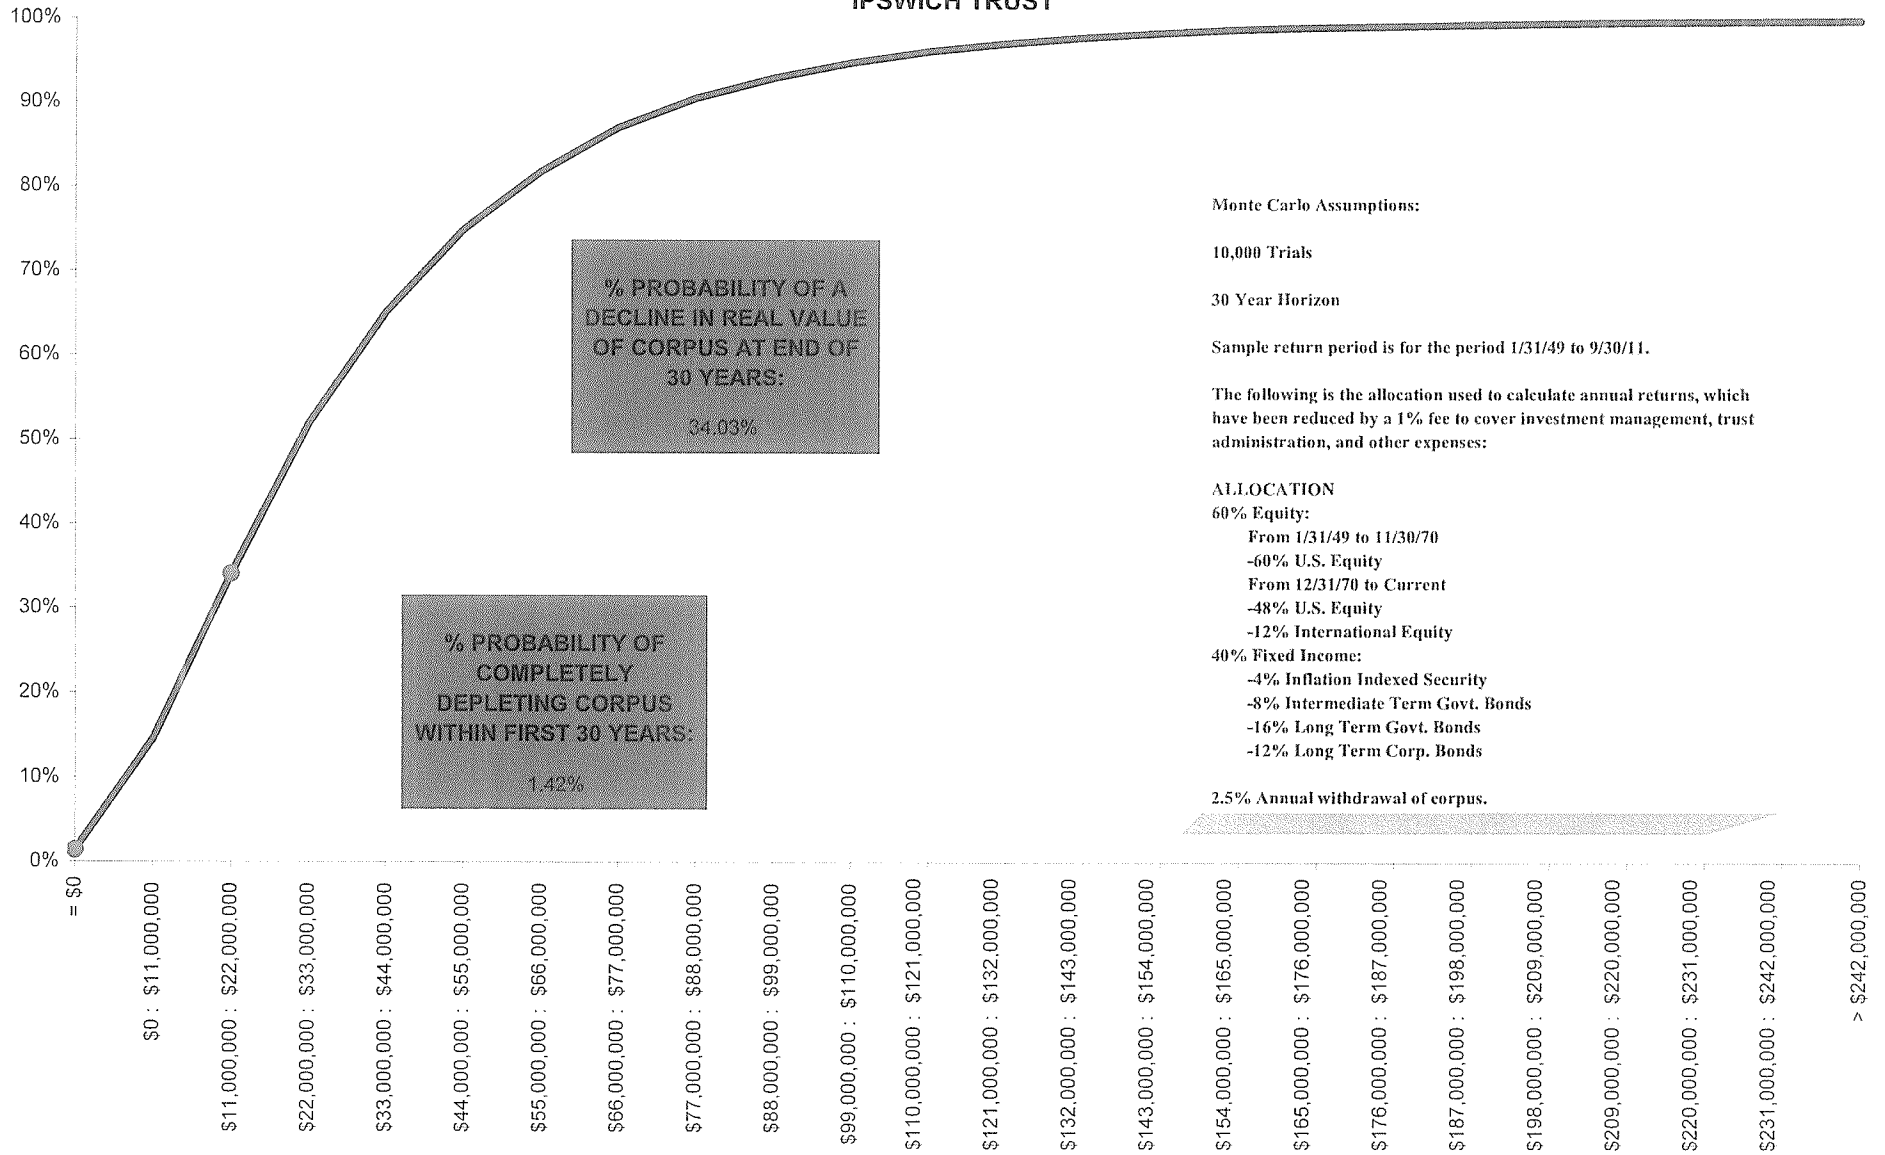 IPSWICH TRUST
100%
90%
80%
70%
60%
50%
40%
30%
20%
10%
0%
% PROBABILITY OF A
DECLINE IN REAL VALUE
OF CORPUS AT END OF
30 YEARS:
34.03%
% PROBABILITY OF
COMPLETELY
DEPLETING CORPUS
WITHIN FIRST 30 YEARS:
1.42%
Monte Carlo Assumptions:
10,000 Trials
30 Year Horizon
Sample return period is for the period 1/31/49 to 9/30/11.
The following is the allocation used to calculate annual returns, which
have been reduced by a 1% fee to cover investment management, trust
administration, and other expenses:
ALLOCATION
60% Equity:
From 1/31/49 to 11/30/70
-60% U.S. Equity
From 12/31/70 to Current
-48% U.S. Equity
-12% International Equity
40% Fixed Income:
-4% Inflation Indexed Security
-8% Intermediate Term Govt. Bonds
-16% Long Term Govt. Bonds
-12% Long Term Corp. Bonds
2.5% Annual withdrawal of corpus.
= $0
$0 : $11,000,000
$11,000,000 : $22,000,000
$22,000,000 : $33,000,000
$33,000,000 : $44,000,000
$44,000,000 : $55,000,000
$55,000,000 : $66,000,000
$66,000,000 : $77,000,000
$77,000,000 : $88,000,000
$88,000,000 : $99,000,000
$99,000,000 : $110,000,000
$110,000,000 : $121,000,000
$121,000,000 : $132,000,000
$132,000,000 : $143,000,000
$143,000,000 : $154,000,000
$154,000,000 : $165,000,000
$165,000,000 : $176,000,000
$176,000,000 : $187,000,000
$187,000,000 : $198,000,000
$198,000,000 : $209,000,000
$209,000,000 : $220,000,000
$220,000,000 : $231,000,000
$231,000,000 : $242,000,000
> $242,000,000